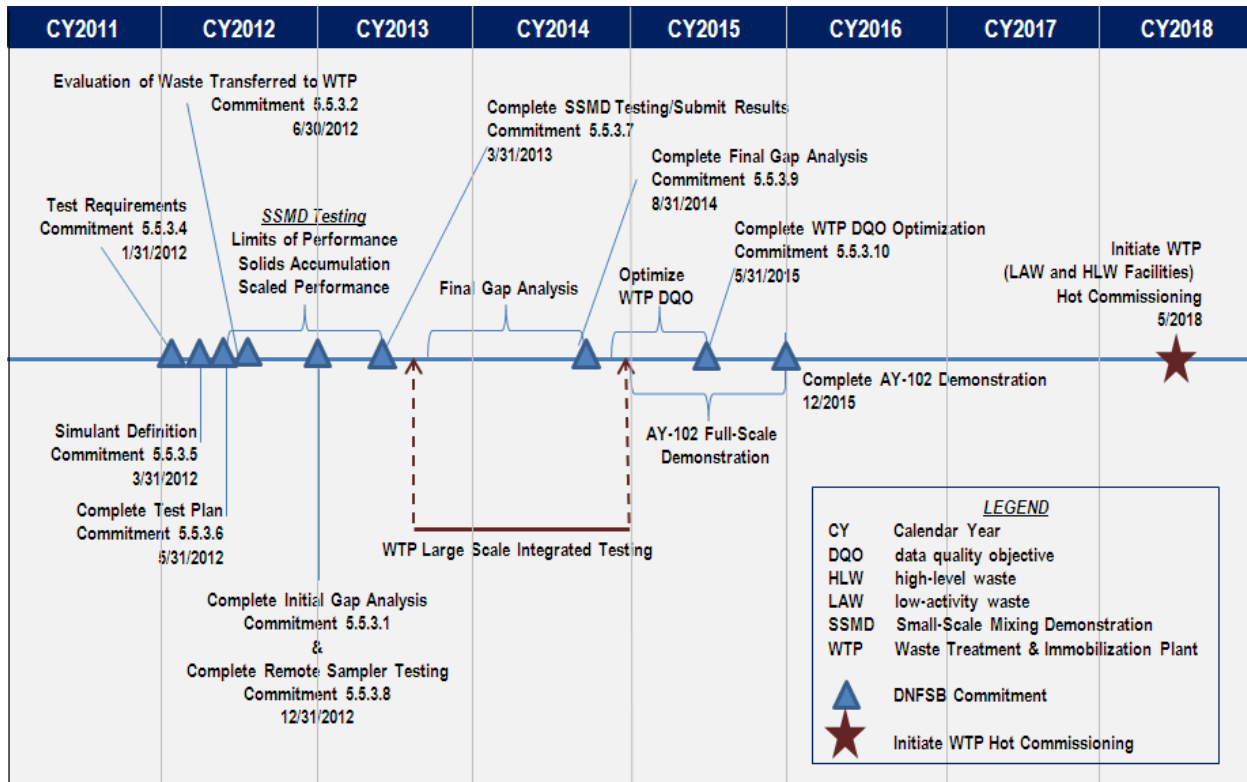 CY2011 CY2012 CY2013 CY2014 CY2015 CY2016 CY2017 CY2018
Evaluation of Waste Transferred to WTP
Commitment 5.5.3.2
6/30/2012
Complete SSMD Testing/Submit Results
Commitment 5.5.3.7
3/31/2013
Complete Final Gap Analysis
Commitment 5.5.3.9
8/31/2014
Test Requirements
Commitment 5.5.3.4
1/31/2012
SSMD Testing
Limits of Performance
Solids Accumulation
Scaled Performance
Final Gap Analysis
Optimize
WTP DQO
Complete WTP DQO Optimization
Commitment 5.5.3.10
5/31/2015
Initiate WTP
(LAW and HLW Facilities)
Hot Commissioning
5/2018
Simulant Definition
Commitment 5.5.3.5
3/31/2012
Complete Test Plan
Commitment 5.5.3.6
5/31/2012
Complete Initial Gap Analysis
Commitment 5.5.3.1
&
Complete Remote Sampler Testing
Commitment 5.5.3.8
12/31/2012
WTP Large Scale Integrated Testing
AY-102 Full-Scale
Demonstration
Complete AY-102 Demonstration
12/2015
LEGEND
CY Calendar Year
DQO data quality objective
HLW high-level waste
LAW low-activity waste
SSMD Small-Scale Mixing Demonstration
WTP Waste Treatment & Immobilization Plant
DNFSB Commitment
Initiate WTP Hot Commissioning